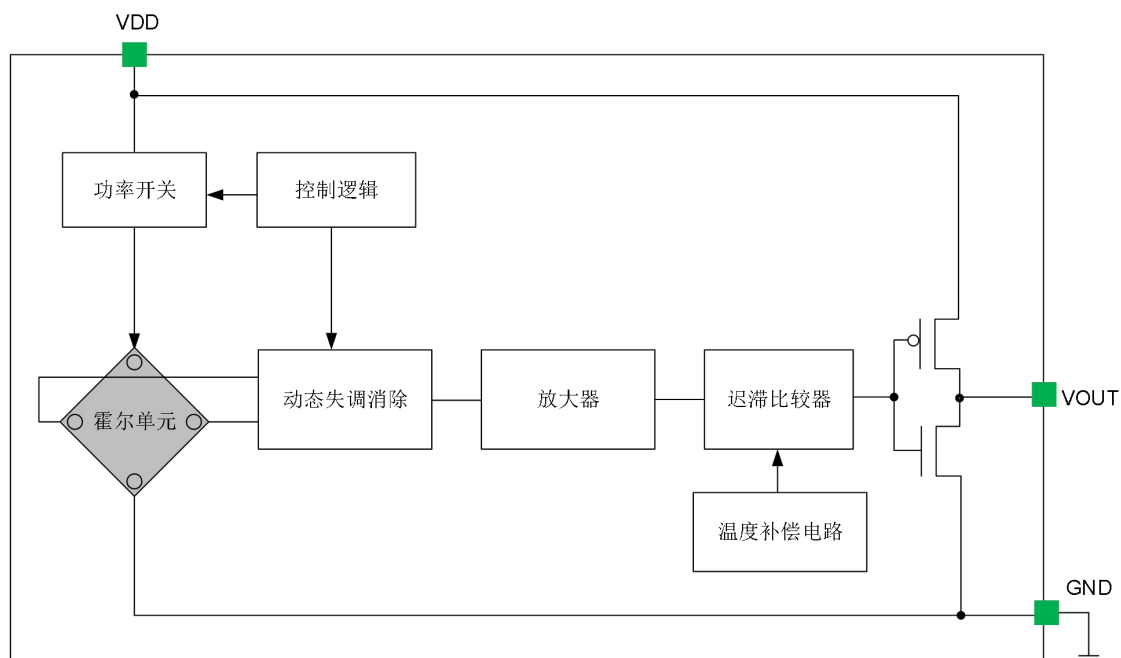 VDD
功率开关
控制逻辑
霍尔单元
动态失调消除
放大器
迟滞比较器
VOUT
温度补偿电路
GND